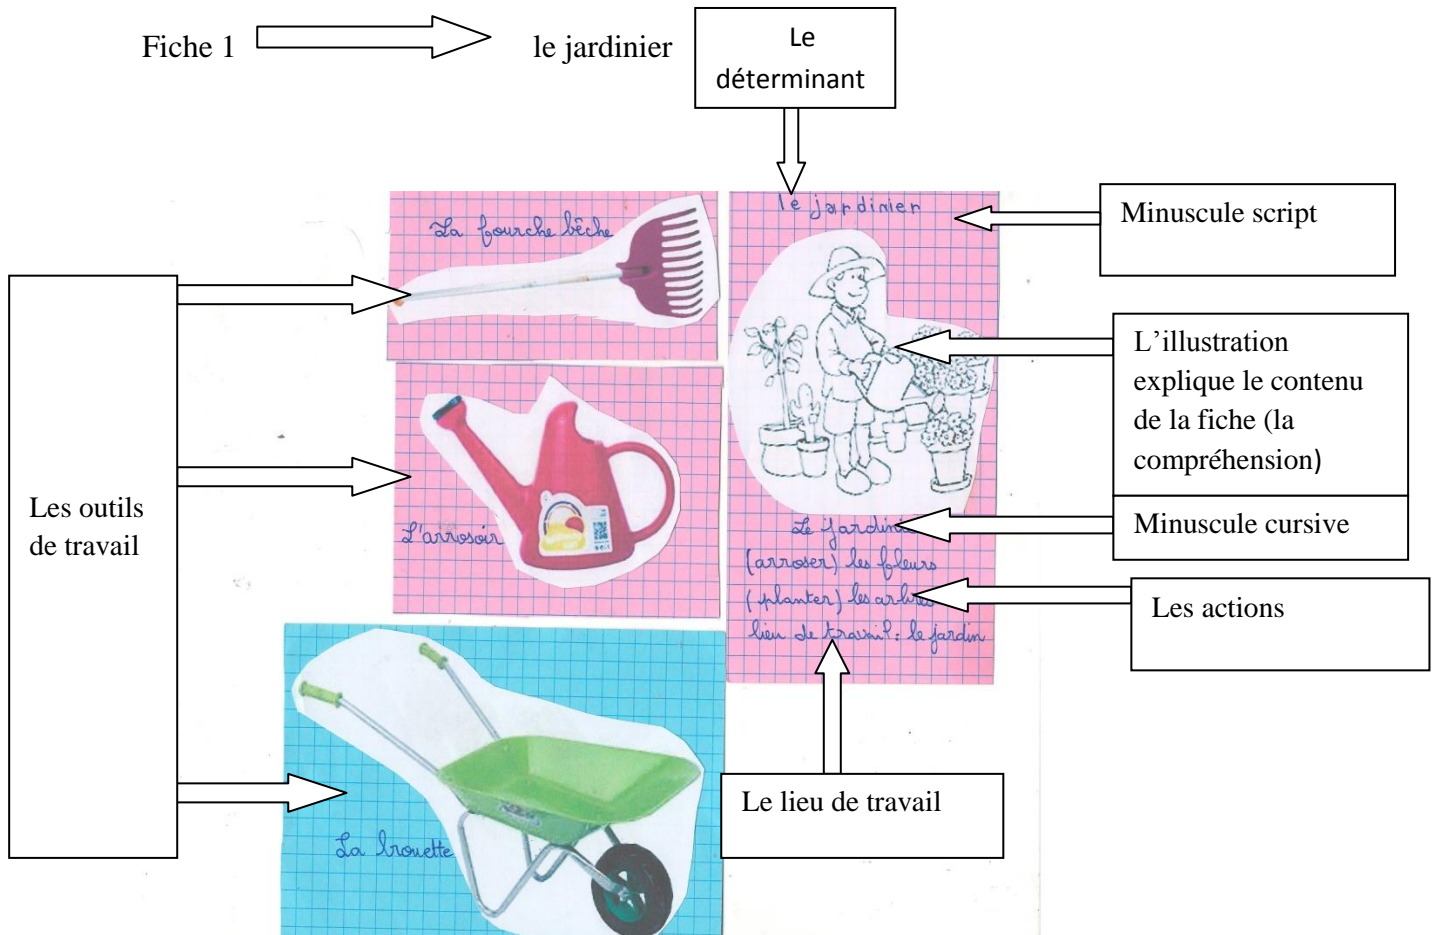 Fiche 1
le jardinier
Le
déterminant
La fourche bêche
le jardinier
Minuscule script
L'illustration
explique le contenu
de la fiche (la
compréhension)
Les outils
de travail
L'arrosoir
Le jardini
Minuscule cursive
(arroser) les fleurs
(planter) les arbres
Les actions
lieu de travail : le jardin
Le lieu de travail
La brouette